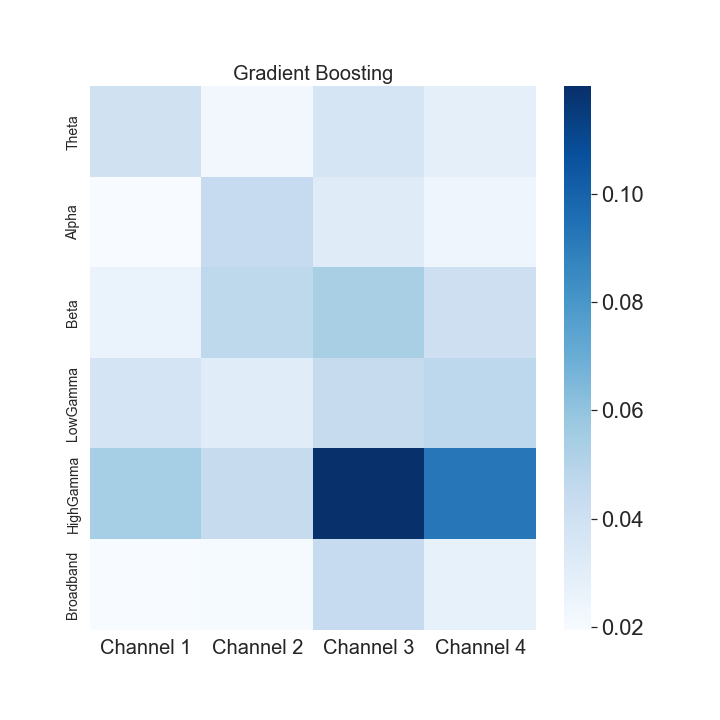 Gradient Boosting
Theta
Alpha
Beta
LowGamma
HighGamma
Broadband
Channel 1
Channel 2
Channel 3
Channel 4
0.10
0.08
0.06
0.04
0.02